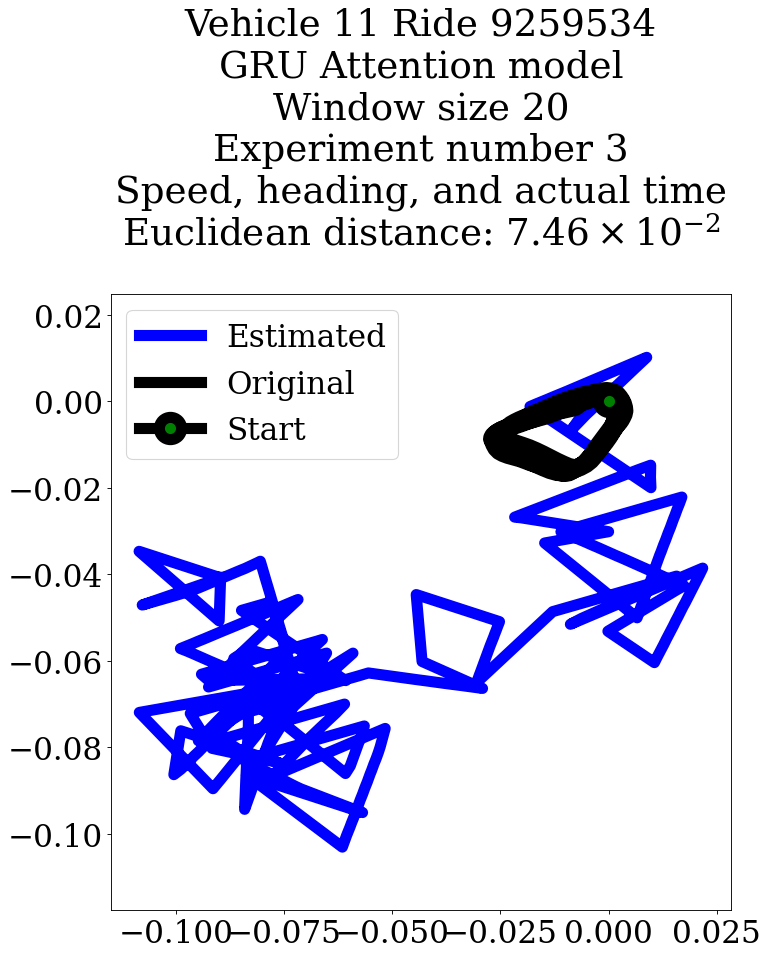 Vehicle 11 Ride 9259534
GRU Attention model
Window size 20
Experiment number 3
Speed, heading, and actual time
Euclidean distance: 7.46 × 10⁻²
Estimated
Original
Start
0.02
0.00
−0.02
−0.04
−0.06
−0.08
−0.10
−0.100 −0.075 −0.050 −0.025 0.000 0.025